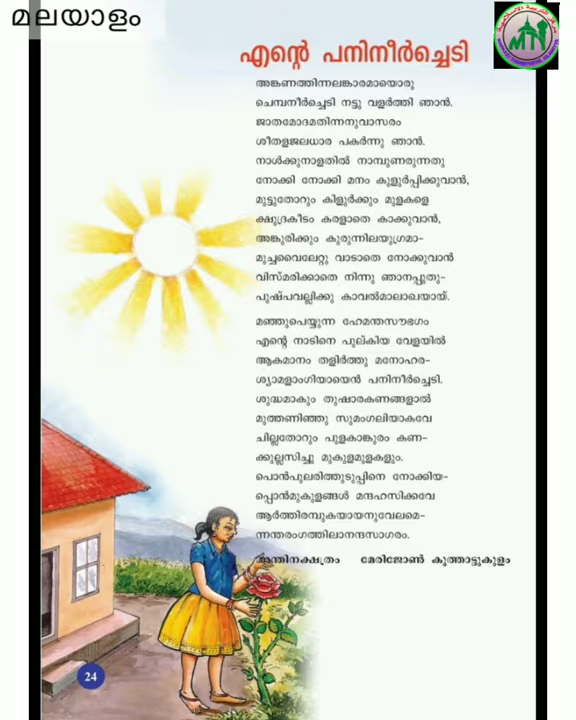 മലയാളം
എന്റെ പനിനീർച്ചെടി
അങ്കണത്തിന്നലങ്കാരമായൊരു
ചെമ്പനീർച്ചെടി നട്ടു വളർത്തി ഞാൻ.
ജാതമോദമതിന്നനുവാസരം
ശീതളജലധാര പകർന്നു ഞാൻ.
നാൾക്കുനാളതിൽ നാമ്പുണരുന്നതു
നോക്കി നോക്കി മനം കുളുർപ്പിക്കുവാൻ,
മുട്ടുതോറും കിളുർക്കും മുളകളെ
ക്ഷുദ്രകീടം കരളാതെ കാക്കുവാൻ,
അങ്കുരിക്കും കുരുന്നിലയുഗ്രമാ-
മുച്ചവൈലേറ്റു വാടാതെ നോക്കുവാൻ
വിസ്മരിക്കാതെ നിന്നു ഞാനപ്പുതു-
പുഷ്പവല്ലിക്കു കാവൽമാലാഖയായ്.
മഞ്ഞുപെയ്യുന്ന ഹേമന്തസൗഭഗം
എന്റെ നാടിനെ പുല്കിയ വേളയിൽ
ആകമാനം തളിർത്തു മനോഹര-
ശ്യാമളാംഗിയായെൻ പനിനീർച്ചെടി.
ശുദ്ധമാകും തുഷാരകണങ്ങളാൽ
മുത്തണിഞ്ഞു സുമംഗലിയാകവേ
ചില്ലതോറും പുളകാങ്കുരം കണ-
ക്കുല്ലസിച്ചു മുകുളമുളകളും.
പൊൻപുലരിത്തുടുപ്പിനെ നോക്കിയ-
പ്പൊൻമുകുളങ്ങൾ മന്ദഹസിക്കവേ
ആർത്തിരമ്പുകയായനുവേലമെ-
ന്നന്തരംഗത്തിലാനന്ദസാഗരം.
അന്തിനക്ഷത്രം മേരിജോൺ കൂത്താട്ടുകുളം
24